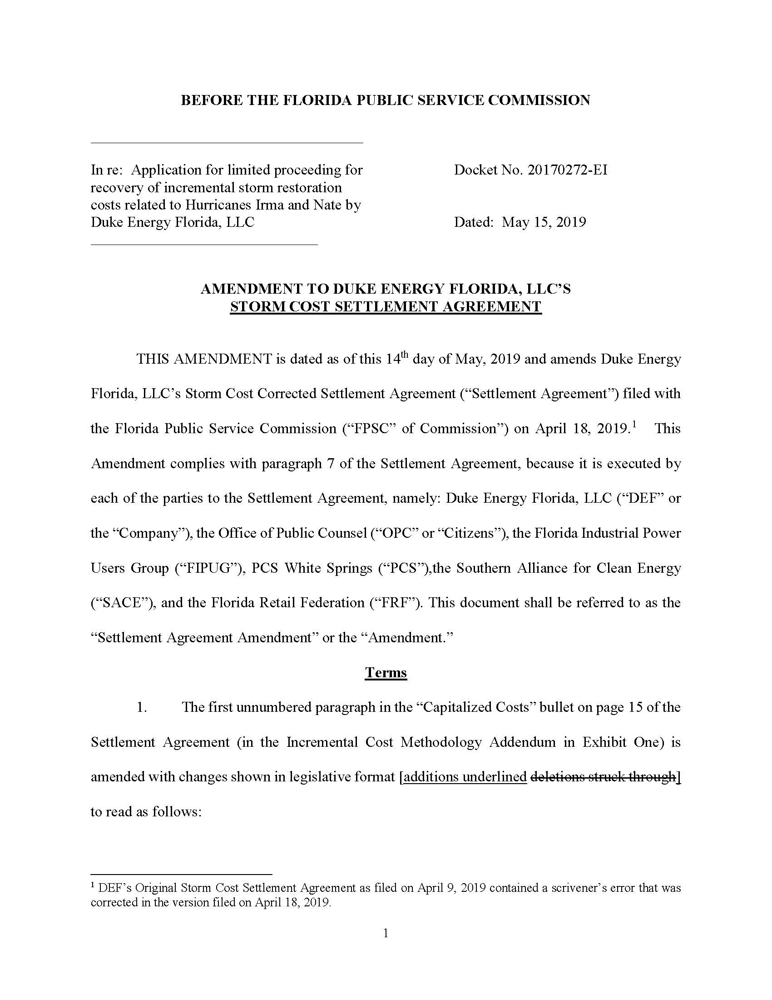 BEFORE THE FLORIDA PUBLIC SERVICE COMMISSION
In re: Application for limited proceeding for
recovery of incremental storm restoration
costs related to Hurricanes Irma and Nate by
Duke Energy Florida, LLC
Docket No. 20170272-EI
Dated: May 15, 2019
AMENDMENT TO DUKE ENERGY FLORIDA, LLC’S
STORM COST SETTLEMENT AGREEMENT
THIS AMENDMENT is dated as of this 14th day of May, 2019 and amends Duke Energy
Florida, LLC’s Storm Cost Corrected Settlement Agreement (“Settlement Agreement”) filed with
the Florida Public Service Commission (“FPSC” of Commission”) on April 18, 2019.1 This
Amendment complies with paragraph 7 of the Settlement Agreement, because it is executed by
each of the parties to the Settlement Agreement, namely: Duke Energy Florida, LLC (“DEF” or
the “Company”), the Office of Public Counsel (“OPC” or “Citizens”), the Florida Industrial Power
Users Group (“FIPUG”), PCS White Springs (“PCS”),the Southern Alliance for Clean Energy
(“SACE”), and the Florida Retail Federation (“FRF”). This document shall be referred to as the
“Settlement Agreement Amendment” or the “Amendment.”
Terms
1. The first unnumbered paragraph in the “Capitalized Costs” bullet on page 15 of the
Settlement Agreement (in the Incremental Cost Methodology Addendum in Exhibit One) is
amended with changes shown in legislative format [additions underlined deletions struck through]
to read as follows:
1 DEF’s Original Storm Cost Settlement Agreement as filed on April 9, 2019 contained a scrivener’s error that was
corrected in the version filed on April 18, 2019.
1